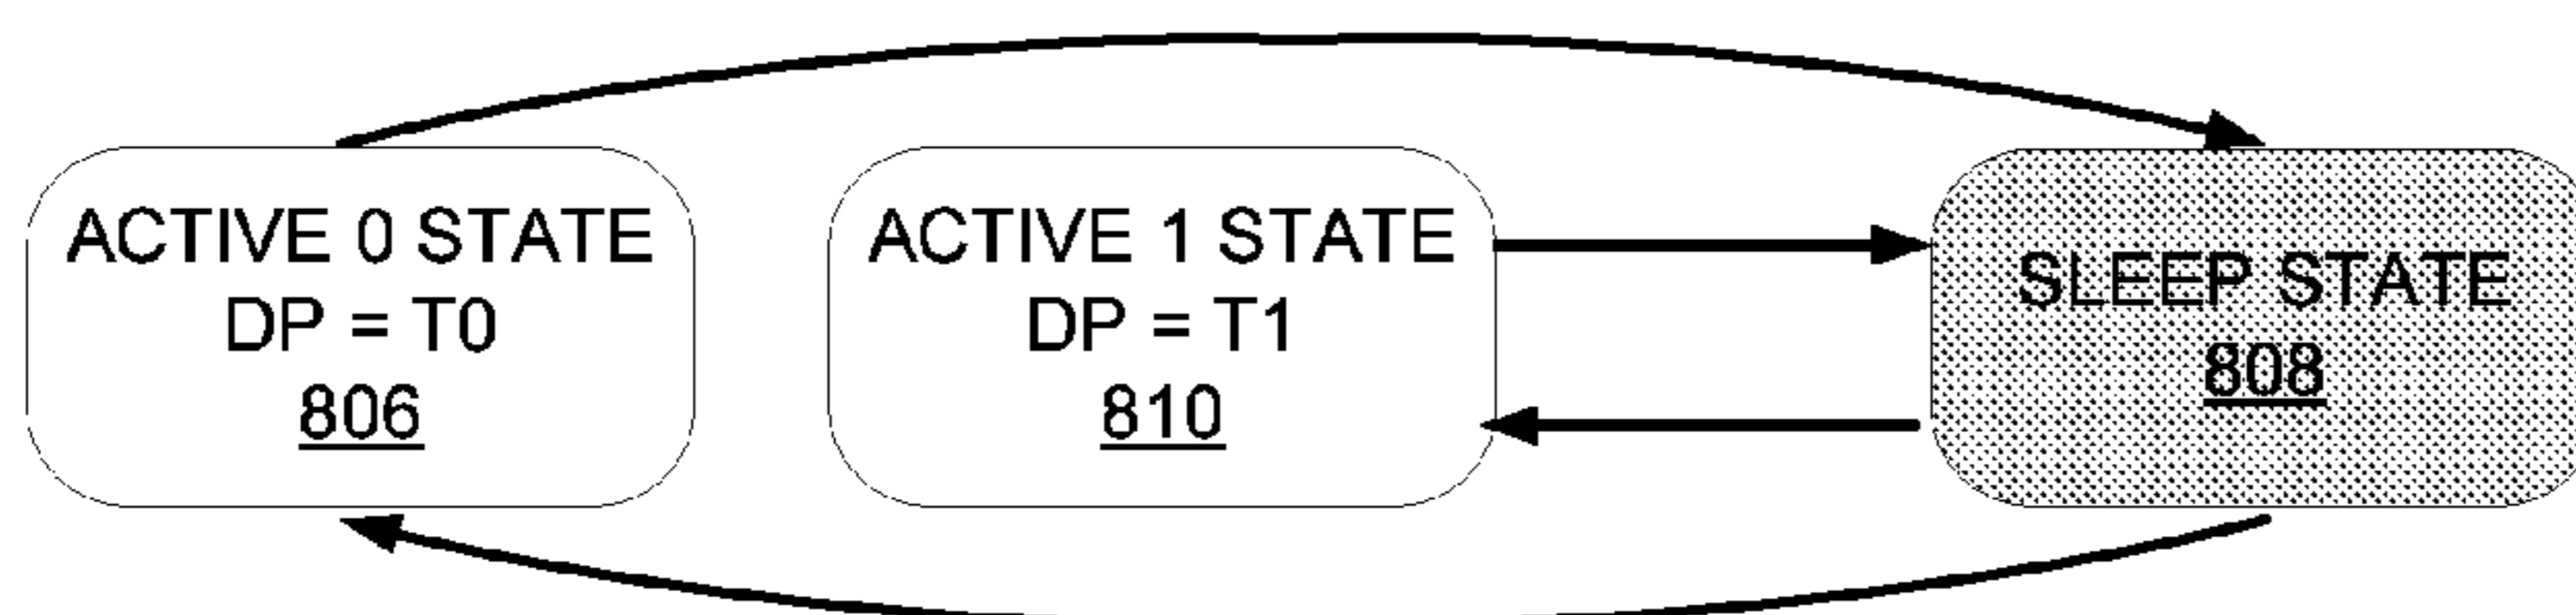 ACTIVE 0 STATE
DP = T0
806
ACTIVE 1 STATE
DP = T1
810
SLEEP STATE
808